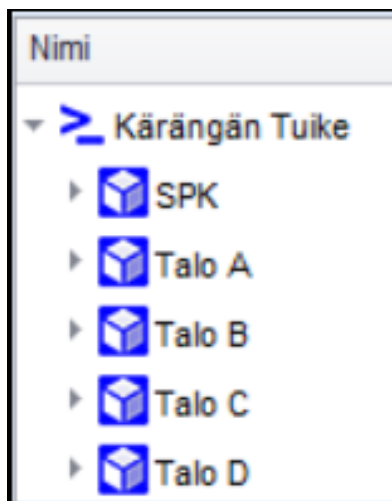 Nimi
Kärängän Tuike
SPK
Talo A
Talo B
Talo C
Talo D